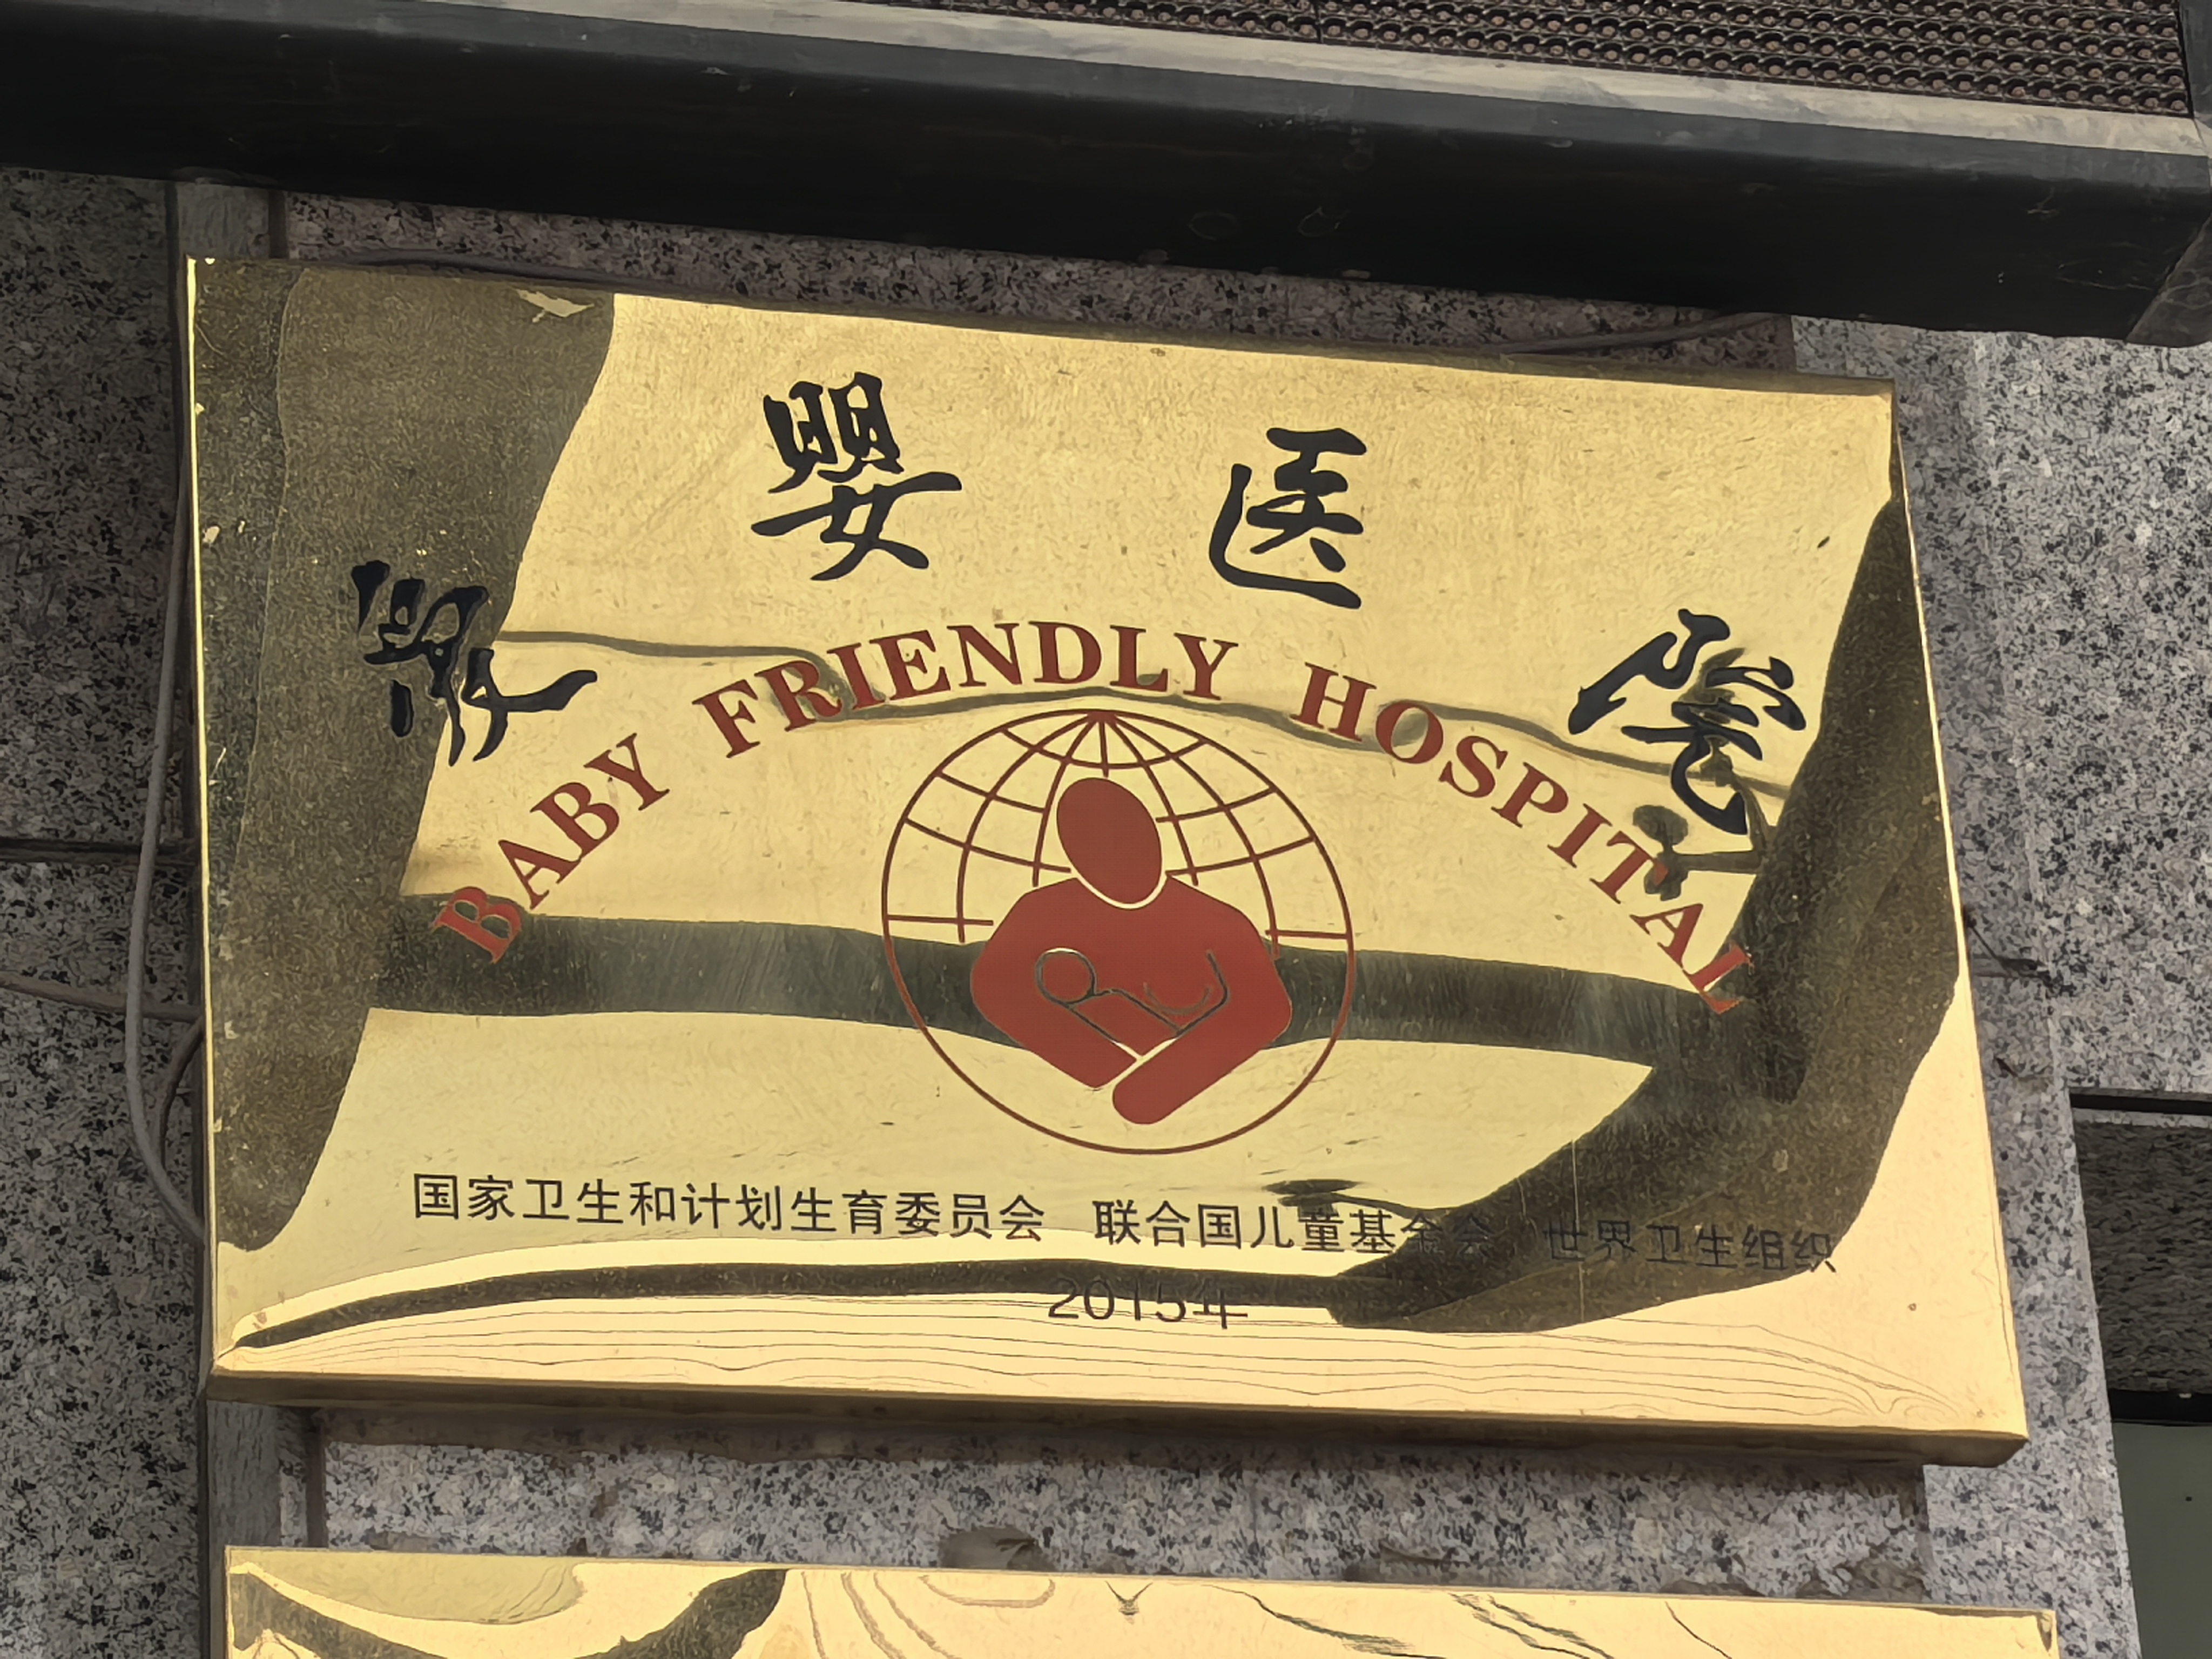 爱婴医院
BABY FRIENDLY HOSPITAL
国家卫生和计划生育委员会 联合国儿童基金会 世界卫生组织
2015年